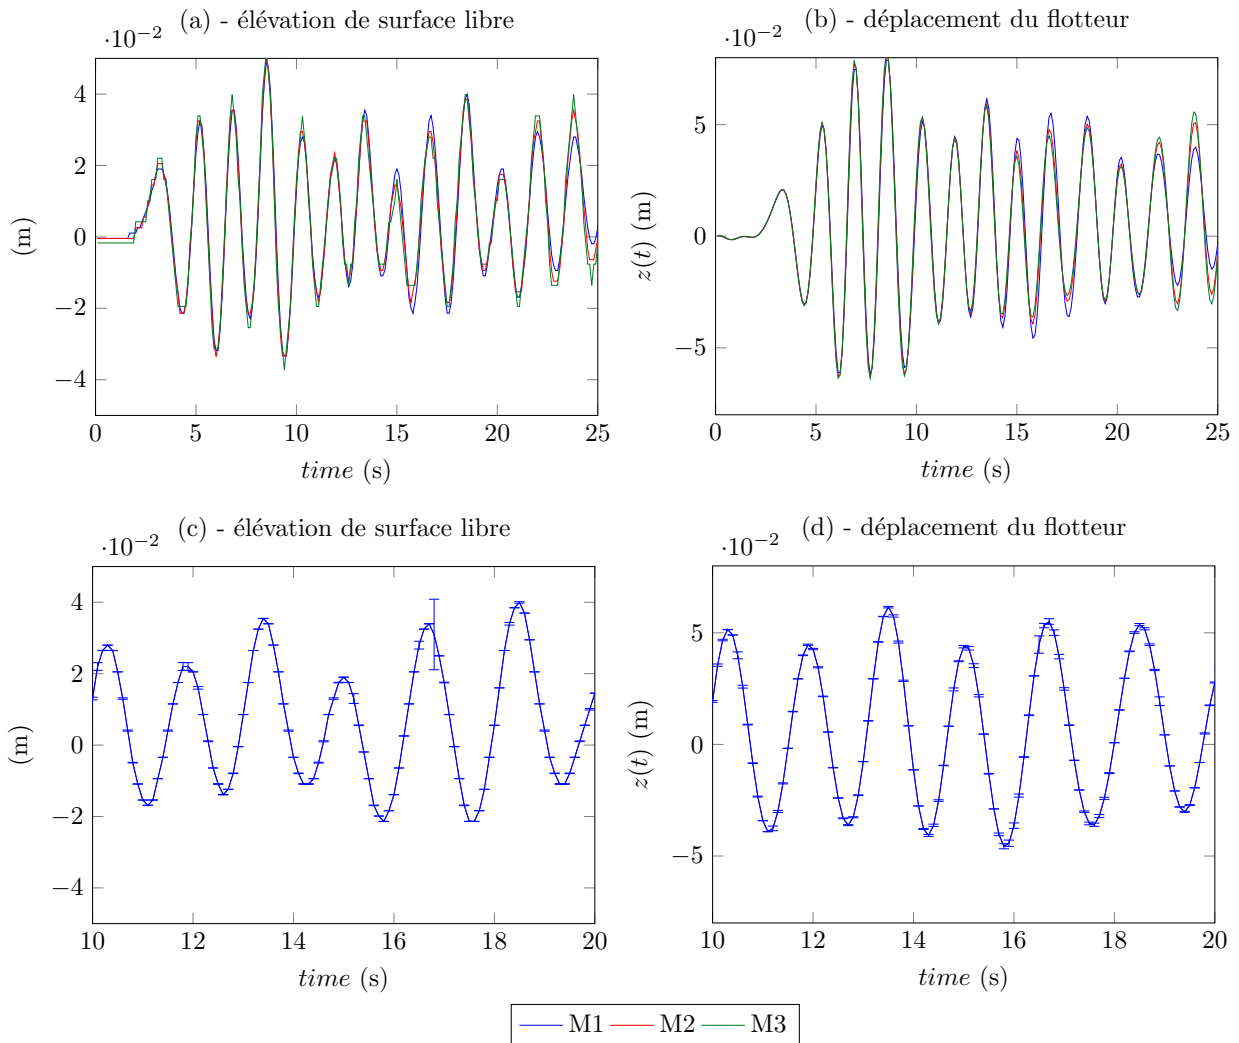 (a) - élévation de surface libre
·10−2
4
2
0
−2
−4
(m)
0 5 10 15 20 25
time (s)
(b) - déplacement du flotteur
·10−2
5
0
−5
z(t) (m)
0 5 10 15 20 25
time (s)
(c) - élévation de surface libre
·10−2
4
2
0
−2
−4
(m)
10 12 14 16 18 20
time (s)
(d) - déplacement du flotteur
·10−2
5
0
−5
z(t) (m)
10 12 14 16 18 20
time (s)
M1 M2 M3